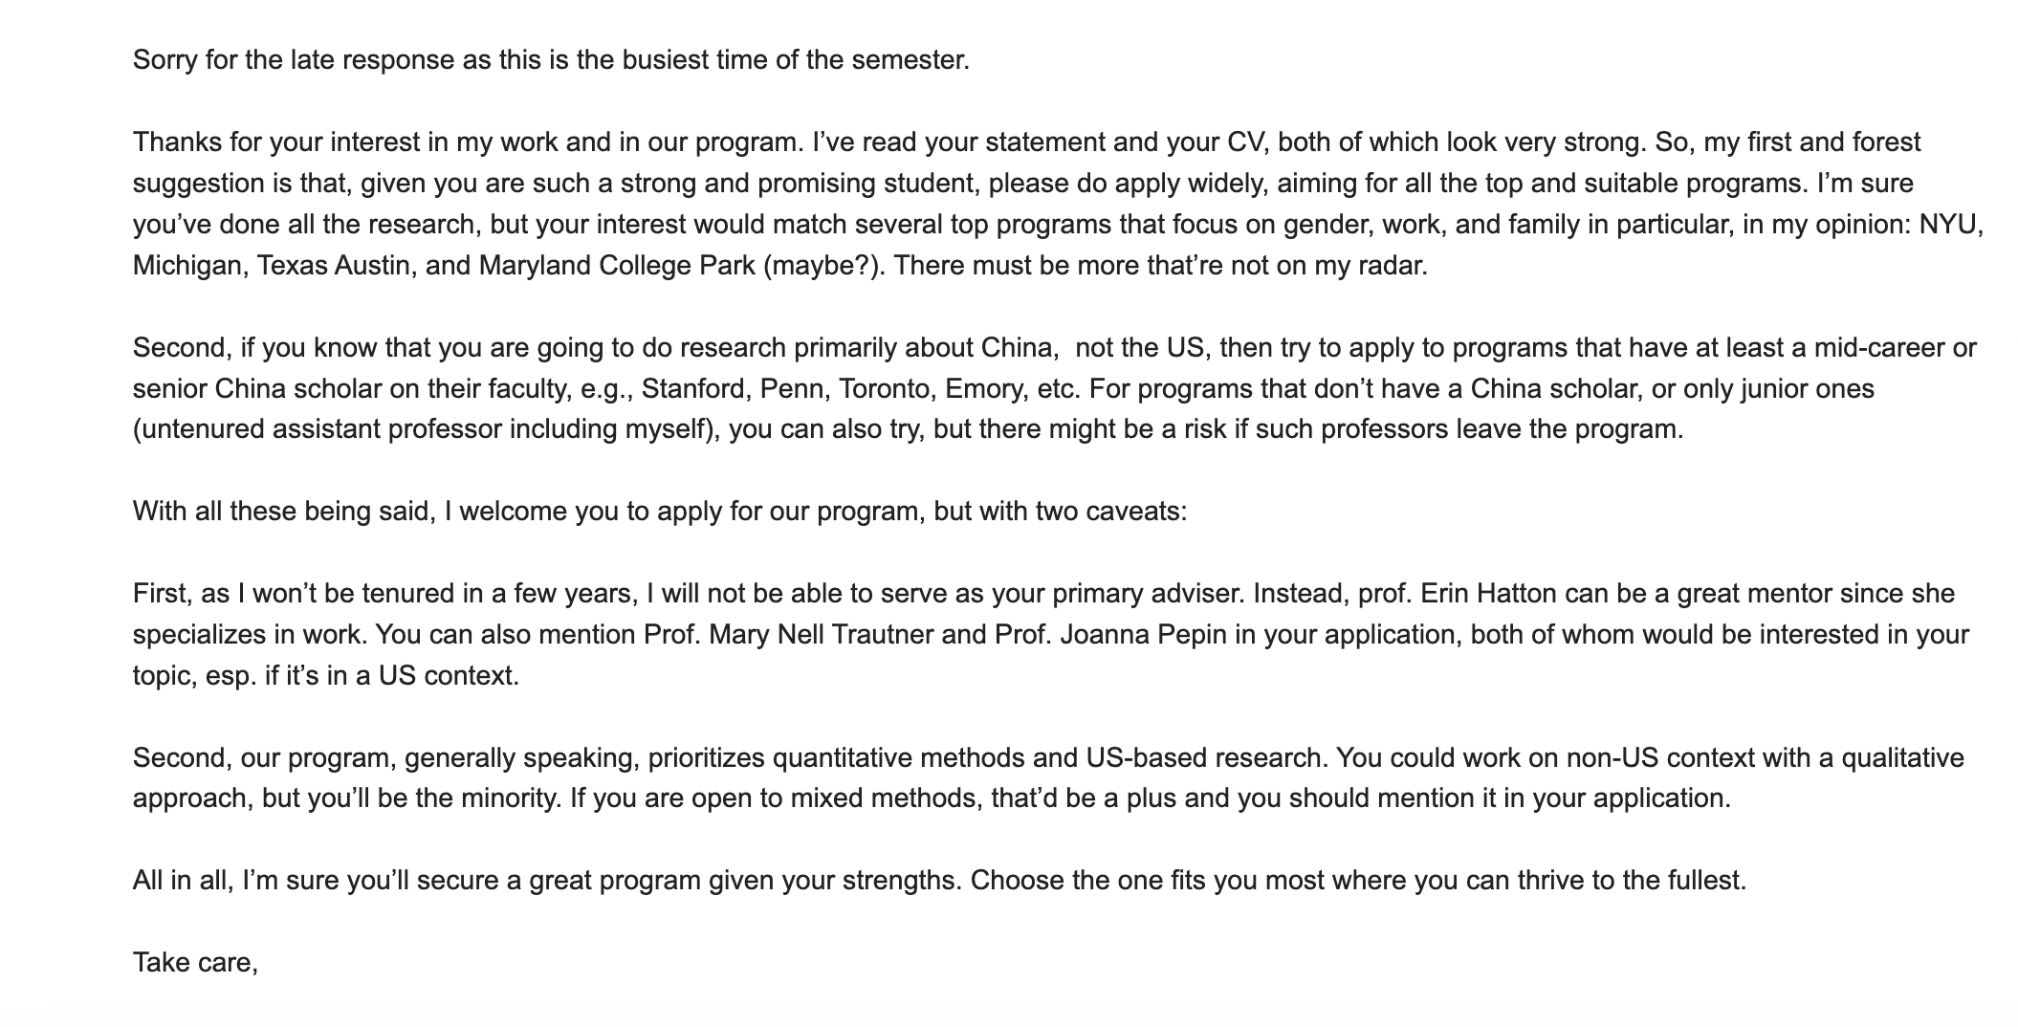 Sorry for the late response as this is the busiest time of the semester.
Thanks for your interest in my work and in our program. I’ve read your statement and your CV, both of which look very strong. So, my first and forest
suggestion is that, given you are such a strong and promising student, please do apply widely, aiming for all the top and suitable programs. I’m sure
you’ve done all the research, but your interest would match several top programs that focus on gender, work, and family in particular, in my opinion: NYU,
Michigan, Texas Austin, and Maryland College Park (maybe?). There must be more that’re not on my radar.
Second, if you know that you are going to do research primarily about China,  not the US, then try to apply to programs that have at least a mid-career or
senior China scholar on their faculty, e.g., Stanford, Penn, Toronto, Emory, etc. For programs that don’t have a China scholar, or only junior ones
(untenured assistant professor including myself), you can also try, but there might be a risk if such professors leave the program.
With all these being said, I welcome you to apply for our program, but with two caveats:
First, as I won’t be tenured in a few years, I will not be able to serve as your primary adviser. Instead, prof. Erin Hatton can be a great mentor since she
specializes in work. You can also mention Prof. Mary Nell Trautner and Prof. Joanna Pepin in your application, both of whom would be interested in your
topic, esp. if it’s in a US context.
Second, our program, generally speaking, prioritizes quantitative methods and US-based research. You could work on non-US context with a qualitative
approach, but you’ll be the minority. If you are open to mixed methods, that’d be a plus and you should mention it in your application.
All in all, I’m sure you’ll secure a great program given your strengths. Choose the one fits you most where you can thrive to the fullest.
Take care,